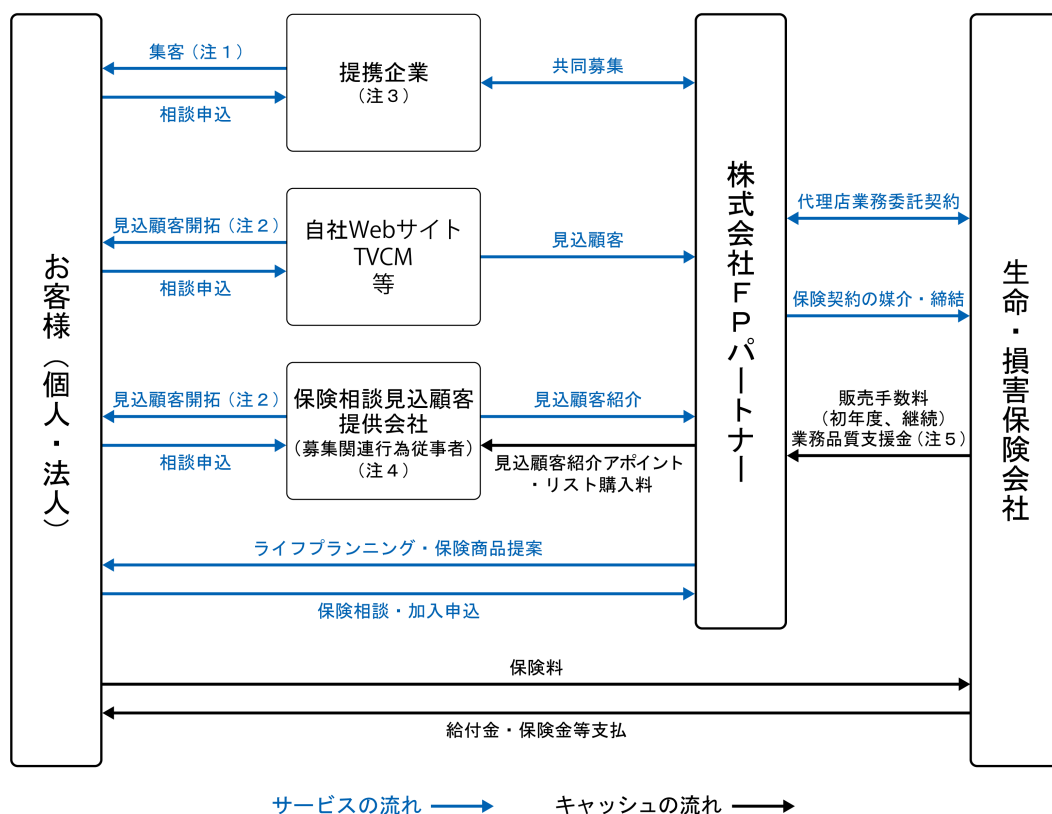 お客様（個人・法人）
集客（注１）
相談申込
提携企業
（注３）
共同募集
見込顧客開拓（注２）
相談申込
自社Webサイト
TVCM
等
見込顧客
見込顧客開拓（注２）
相談申込
保険相談見込顧客
提供会社
（募集関連行為従事者）
（注４）
見込顧客紹介
見込顧客紹介アポイント
・リスト購入料
株式会社ＦＰパートナー
代理店業務委託契約
保険契約の媒介・締結
販売手数料
（初年度、継続）
業務品質支援金（注５）
生命・損害保険会社
ライフプランニング・保険商品提案
保険相談・加入申込
保険料
給付金・保険金等支払
サービスの流れ
キャッシュの流れ